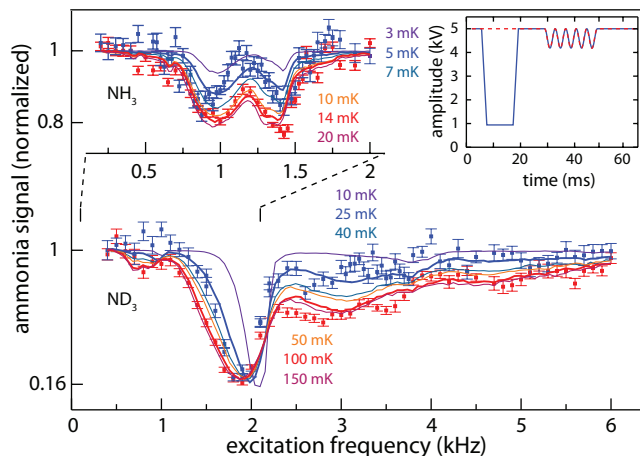 ammonia signal (normalized)
1
0.8
NH3
3 mK
5 mK
7 mK
10 mK
14 mK
20 mK
0.5
1
1.5
2
amplitude (kV)
5
4
3
2
1
0
0
20
40
60
time (ms)
1
0.16
ND3
10 mK
25 mK
40 mK
50 mK
100 mK
150 mK
0
1
2
3
4
5
6
excitation frequency (kHz)